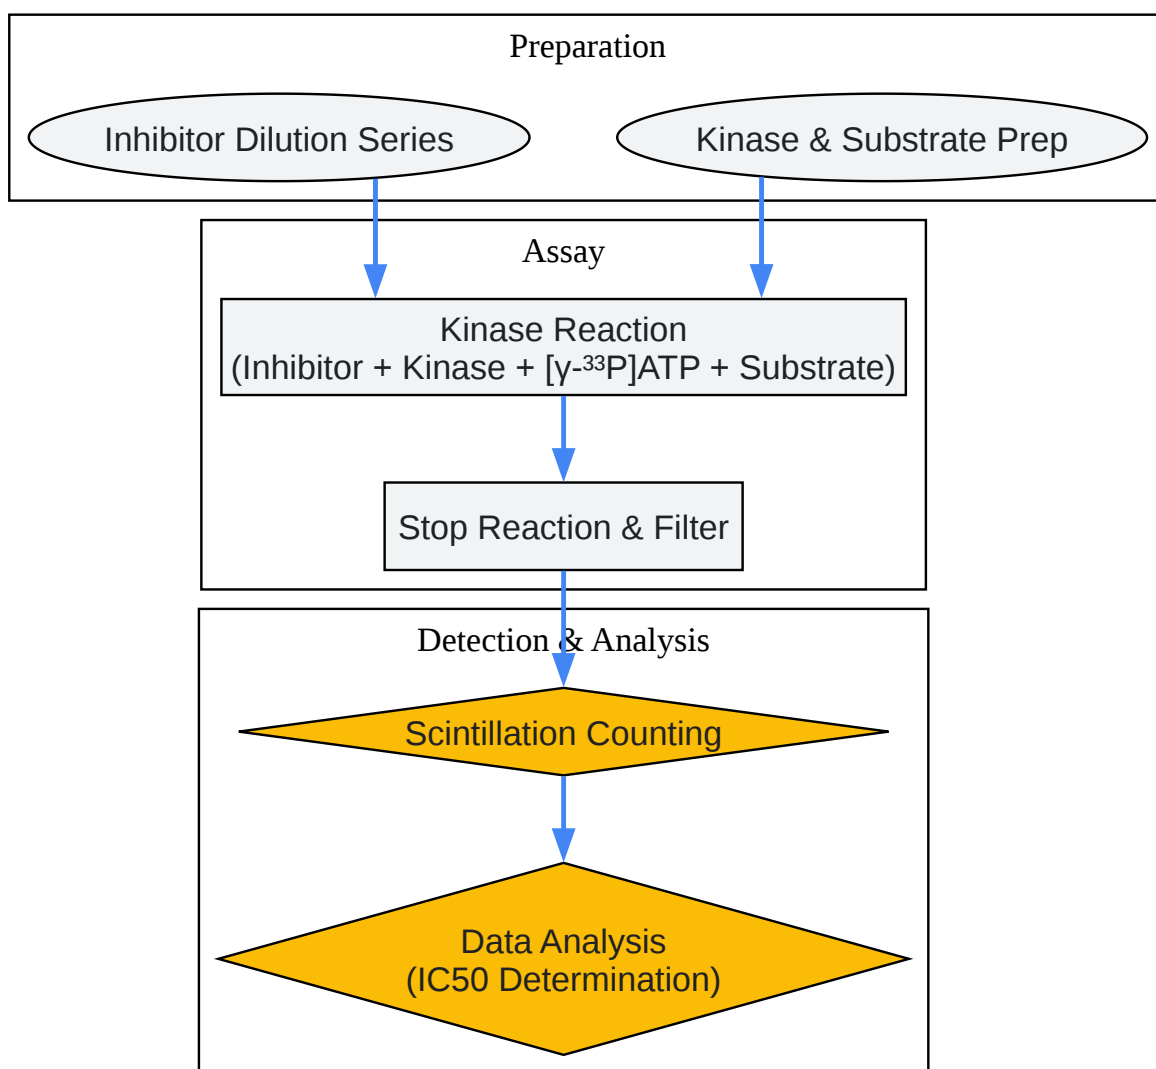 Preparation
Inhibitor Dilution Series
Kinase & Substrate Prep
Assay
Kinase Reaction
(Inhibitor + Kinase + [γ-³³P]ATP + Substrate)
Stop Reaction & Filter
Detection & Analysis
Scintillation Counting
Data Analysis
(IC50 Determination)